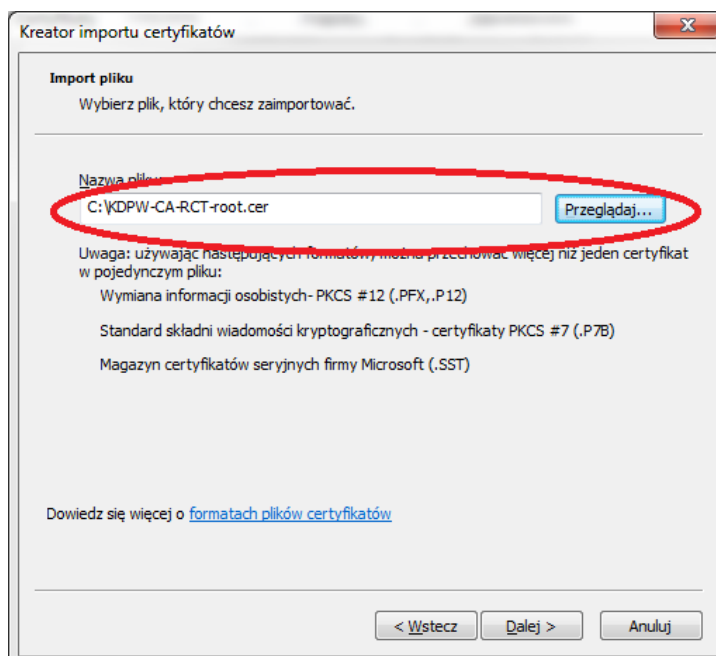 Kreator importu certyfikatów
Import pliku
Wybierz plik, który chcesz zaimportować.
Nazwa pliku:
C:\KDPW-CA-RCT-root.cer
Przeglądaj...
Uwaga: używając następujących formatów, można przechować więcej niż jeden certyfikat
w pojedynczym pliku:
Wymiana informacji osobistych- PKCS #12 (.PFX,.P12)
Standard składni wiadomości kryptograficznych - certyfikaty PKCS #7 (.P7B)
Magazyn certyfikatów seryjnych firmy Microsoft (.SST)
Dowiedz się więcej o formatach plików certyfikatów
< Wstecz
Dalej >
Anuluj